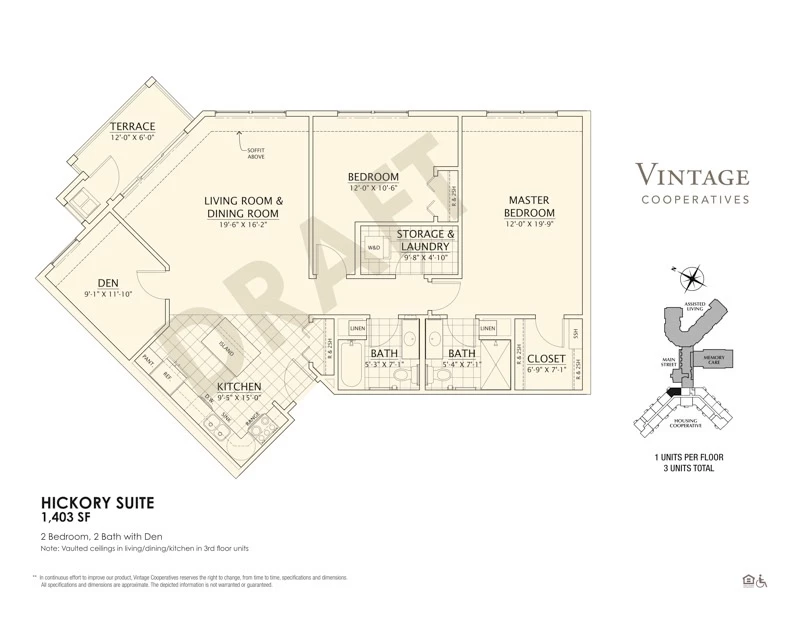 TERRACE
12'-0" X 6'-0"
SOFFIT
ABOVE
LIVING ROOM &
DINING ROOM
19'-6" X 16'-2"
BEDROOM
12'-0" X 10'-6"
R & 2SH
MASTER
BEDROOM
12'-0" X 19'-9"
STORAGE &
LAUNDRY
9'-8" X 4'-10"
W&D
DEN
9'-1" X 11'-10"
DRAFT
ISLAND
KITCHEN
9'-5" X 15'-0"
PANT
REF.
D.W.
SINK
RANGE
R & 2SH
LINEN
BATH
5'-3" X 7'-1"
LINEN
BATH
5'-4" X 7'-1"
R & 2SH
CLOSET
6'-9" X 7'-1"
5SH
R & 2SH
VINTAGE
COOPERATIVES
N
ASSISTED
LIVING
MAIN
STREET
MEMORY
CARE
HOUSING
COOPERATIVE
1 UNITS PER FLOOR
3 UNITS TOTAL
HICKORY SUITE
1,403 SF
2 Bedroom, 2 Bath with Den
Note: Vaulted ceilings in living/dining/kitchen in 3rd floor units
** In continuous effort to improve our product, Vintage Cooperatives reserves the right to change, from time to time, specifications and dimensions.
All specifications and dimensions are approximate. The depicted information is not warranted or guaranteed.